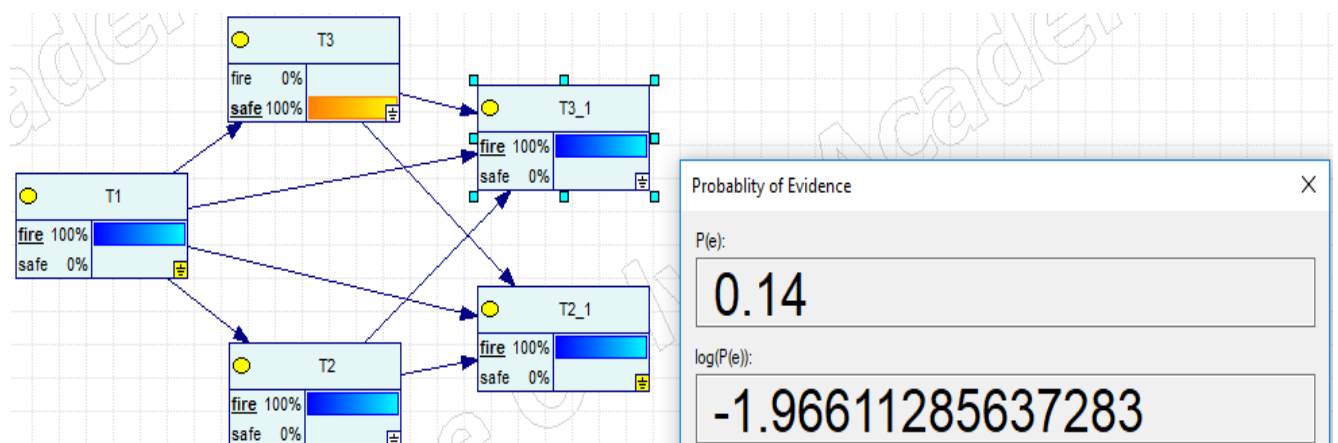 T3
fire 0%
safe 100%
T3_1
fire 100%
safe 0%
T1
fire 100%
safe 0%
T2_1
fire 100%
safe 0%
T2
fire 100%
safe 0%
Probablity of Evidence
P(e):
0.14
log(P(e)):
-1.96611285637283